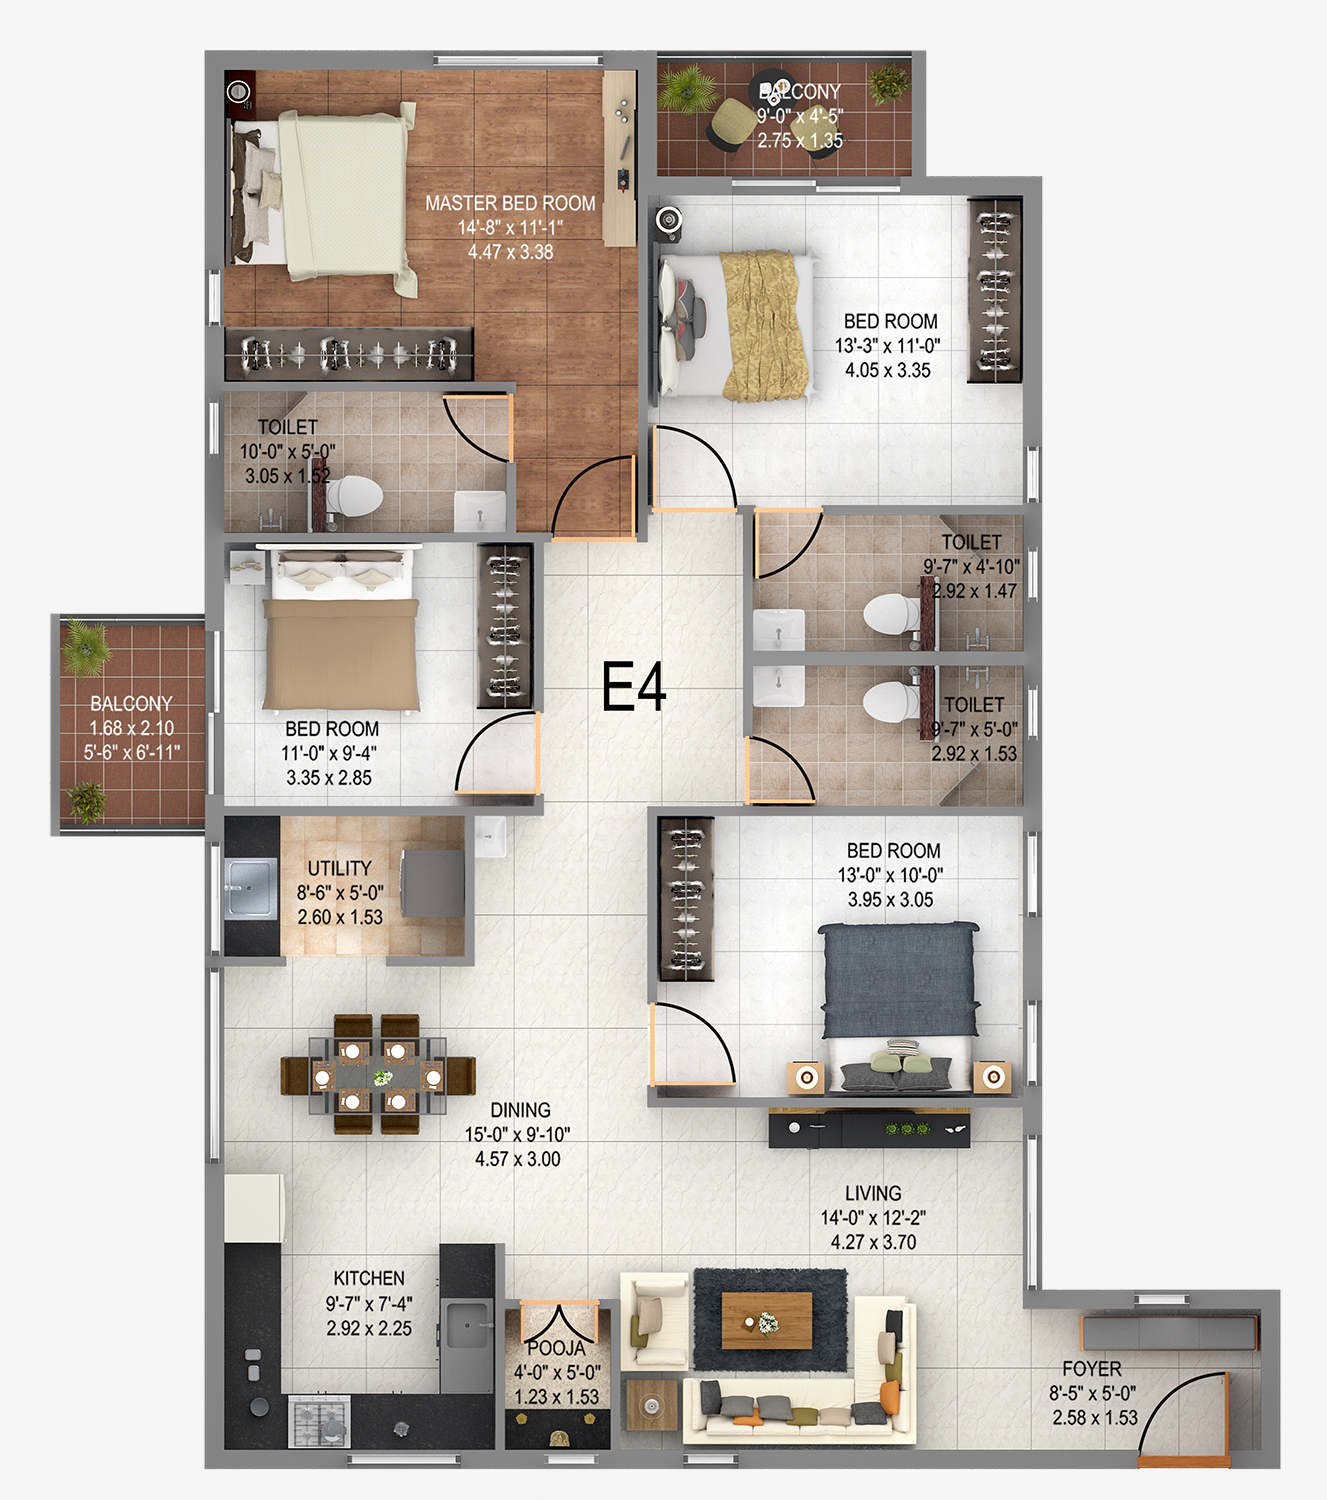 BALCONY
9'-0" x 4'-5"
2.75 x 1.35
MASTER BED ROOM
14'-8" x 11'-1"
4.47 x 3.38
BED ROOM
13'-3" x 11'-0"
4.05 x 3.35
TOILET
10'-0" x 5'-0"
3.05 x 1.52
TOILET
9'-7" x 4'-10"
2.92 x 1.47
E4
BALCONY
1.68 x 2.10
5'-6" x 6'-11"
BED ROOM
11'-0" x 9'-4"
3.35 x 2.85
TOILET
9'-7" x 5'-0"
2.92 x 1.53
UTILITY
8'-6" x 5'-0"
2.60 x 1.53
BED ROOM
13'-0" x 10'-0"
3.95 x 3.05
DINING
15'-0" x 9'-10"
4.57 x 3.00
LIVING
14'-0" x 12'-2"
4.27 x 3.70
KITCHEN
9'-7" x 7'-4"
2.92 x 2.25
POOJA
4'-0" x 5'-0"
1.23 x 1.53
FOYER
8'-5" x 5'-0"
2.58 x 1.53